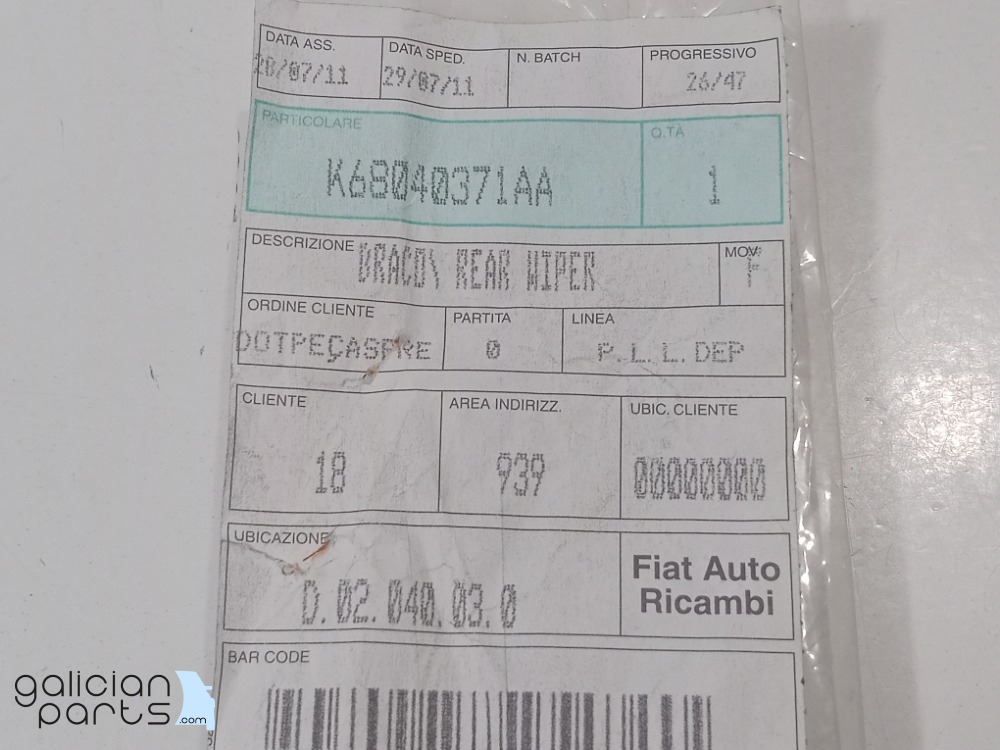 DATA ASS. DATA SPED. N. BATCH PROGRESSIVO
28/07/11 29/07/11 26/47
PARTICOLARE Q.TA
K68040371AA 1
DESCRIZIONE REAR WIPER MOV.
F
ORDINE CLIENTE PARTITA LINEA
DOTPEÇASPRE 0 P.L.L.DEP
CLIENTE AREA INDIRIZZ. UBIC. CLIENTE
18 939 00000000
UBICAZIONE
D.02.040.03.0
Fiat Auto
Ricambi
BAR CODE
galician
parts.com